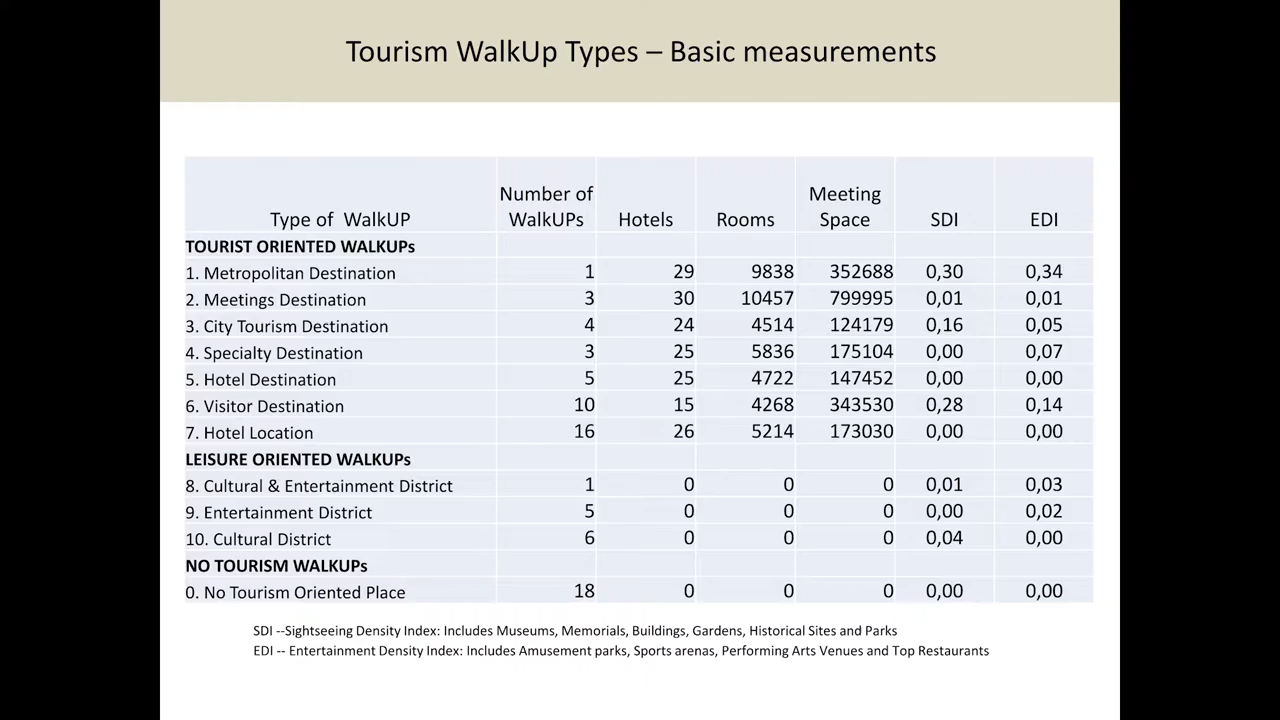 Tourism WalkUp Types – Basic measurements
Type of WalkUP Number of WalkUPs Hotels Rooms Meeting Space SDI EDI
TOURIST ORIENTED WALKUPs
1. Metropolitan Destination 1 29 9838 352688 0,30 0,34
2. Meetings Destination 3 30 10457 799995 0,01 0,01
3. City Tourism Destination 4 24 4514 124179 0,16 0,05
4. Specialty Destination 3 25 5836 175104 0,00 0,07
5. Hotel Destination 5 25 4722 147452 0,00 0,00
6. Visitor Destination 10 15 4268 343530 0,28 0,14
7. Hotel Location 16 26 5214 173030 0,00 0,00
LEISURE ORIENTED WALKUPs
8. Cultural & Entertainment District 1 0 0 0 0,01 0,03
9. Entertainment District 5 0 0 0 0,00 0,02
10. Cultural District 6 0 0 0 0,04 0,00
NO TOURISM WALKUPs
0. No Tourism Oriented Place 18 0 0 0 0,00 0,00
SDI --Sightseeing Density Index: Includes Museums, Memorials, Buildings, Gardens, Historical Sites and Parks
EDI -- Entertainment Density Index: Includes Amusement parks, Sports arenas, Performing Arts Venues and Top Restaurants